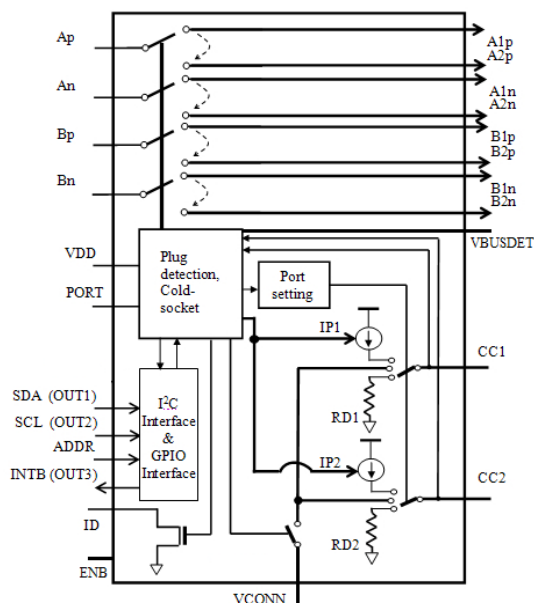 Ap
A1p
A2p
An
A1n
A2n
Bp
B1p
B2p
Bn
B1n
B2n
VBUSDET
VDD
PORT
Plug
detection,
Cold-
socket
Port
setting
IP1
CC1
RD1
SDA (OUT1)
SCL (OUT2)
ADDR
INTB (OUT3)
I²C
Interface
&
GPIO
Interface
IP2
CC2
RD2
ID
ENB
VCONN